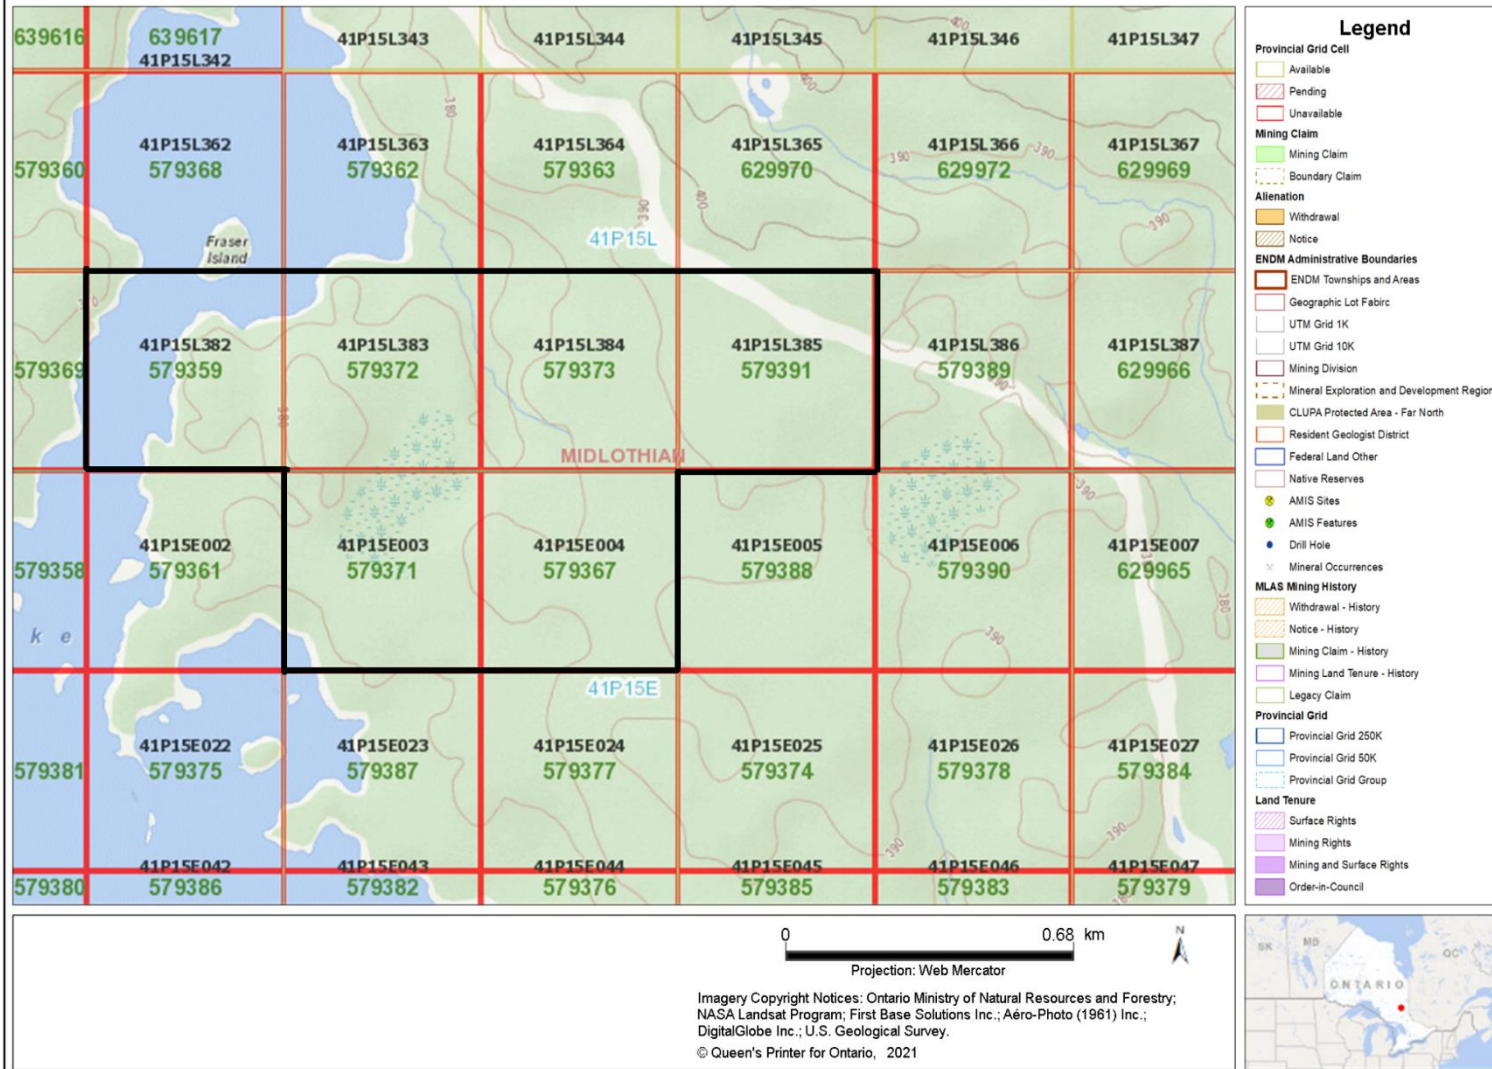 639616
639617
41P15L342
41P15L343
41P15L344
41P15L345
41P15L346
41P15L347
400
400
380
41P15L362
41P15L363
41P15L364
41P15L365
41P15L366
41P15L367
390
390
579360
579368
579362
579363
629970
629972
629969
400
390
390
41P15L
Fraser
Island
41P15L382
41P15L383
41P15L384
41P15L385
41P15L386
41P15L387
579369
579359
579372
579373
579391
579389
629966
390
380
MIDLOTHIAN
390
41P15E002
41P15E003
41P15E004
41P15E005
41P15E006
41P15E007
579358
579361
579371
579367
579388
579390
629965
380
k e
390
41P15E
41P15E022
41P15E023
41P15E024
41P15E025
41P15E026
41P15E027
579381
579375
579387
579377
579374
579378
579384
390
390
41P15E042
41P15E043
41P15E044
41P15E045
41P15E046
41P15E047
579380
579386
579382
579376
579385
579383
579379
Legend
Provincial Grid Cell
Available
Pending
Unavailable
Mining Claim
Mining Claim
Boundary Claim
Alienation
Withdrawal
Notice
ENDM Administrative Boundaries
ENDM Townships and Areas
Geographic Lot Fabirc
UTM Grid 1K
UTM Grid 10K
Mining Division
Mineral Exploration and Development Region
CLUPA Protected Area - Far North
Resident Geologist District
Federal Land Other
Native Reserves
AMIS Sites
AMIS Features
Drill Hole
Mineral Occurrences
MLAS Mining History
Withdrawal - History
Notice - History
Mining Claim - History
Mining Land Tenure - History
Legacy Claim
Provincial Grid
Provincial Grid 250K
Provincial Grid 50K
Provincial Grid Group
Land Tenure
Surface Rights
Mining Rights
Mining and Surface Rights
Order-in-Council
0 0.68 km
Projection: Web Mercator
N
Imagery Copyright Notices: Ontario Ministry of Natural Resources and Forestry;
NASA Landsat Program; First Base Solutions Inc.; Aéro-Photo (1961) Inc.;
DigitalGlobe Inc.; U.S. Geological Survey.
© Queen's Printer for Ontario, 2021
SK
MB
QC
ONTARIO